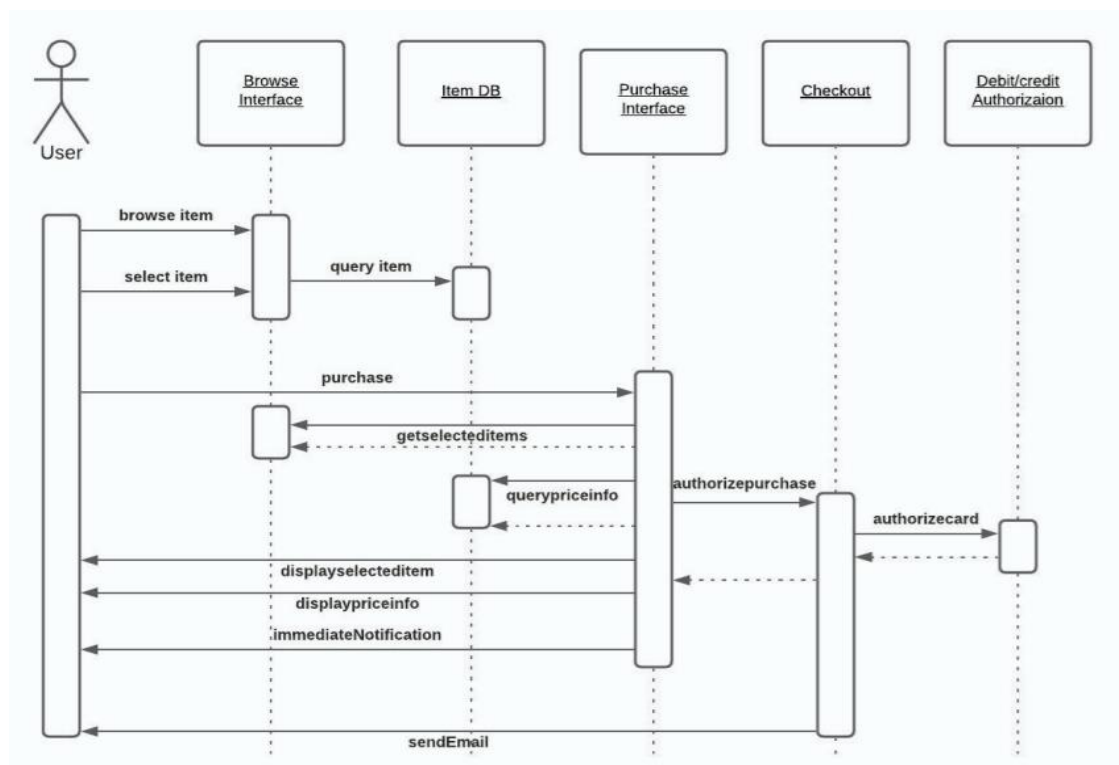 User
Browse
Interface
Item DB
Purchase
Interface
Checkout
Debit/credit
Authorizaion
browse item
select item
query item
purchase
getselecteditems
querypriceinfo
authorizepurchase
authorizecard
displayselecteditem
displaypriceinfo
immediateNotification
sendEmail